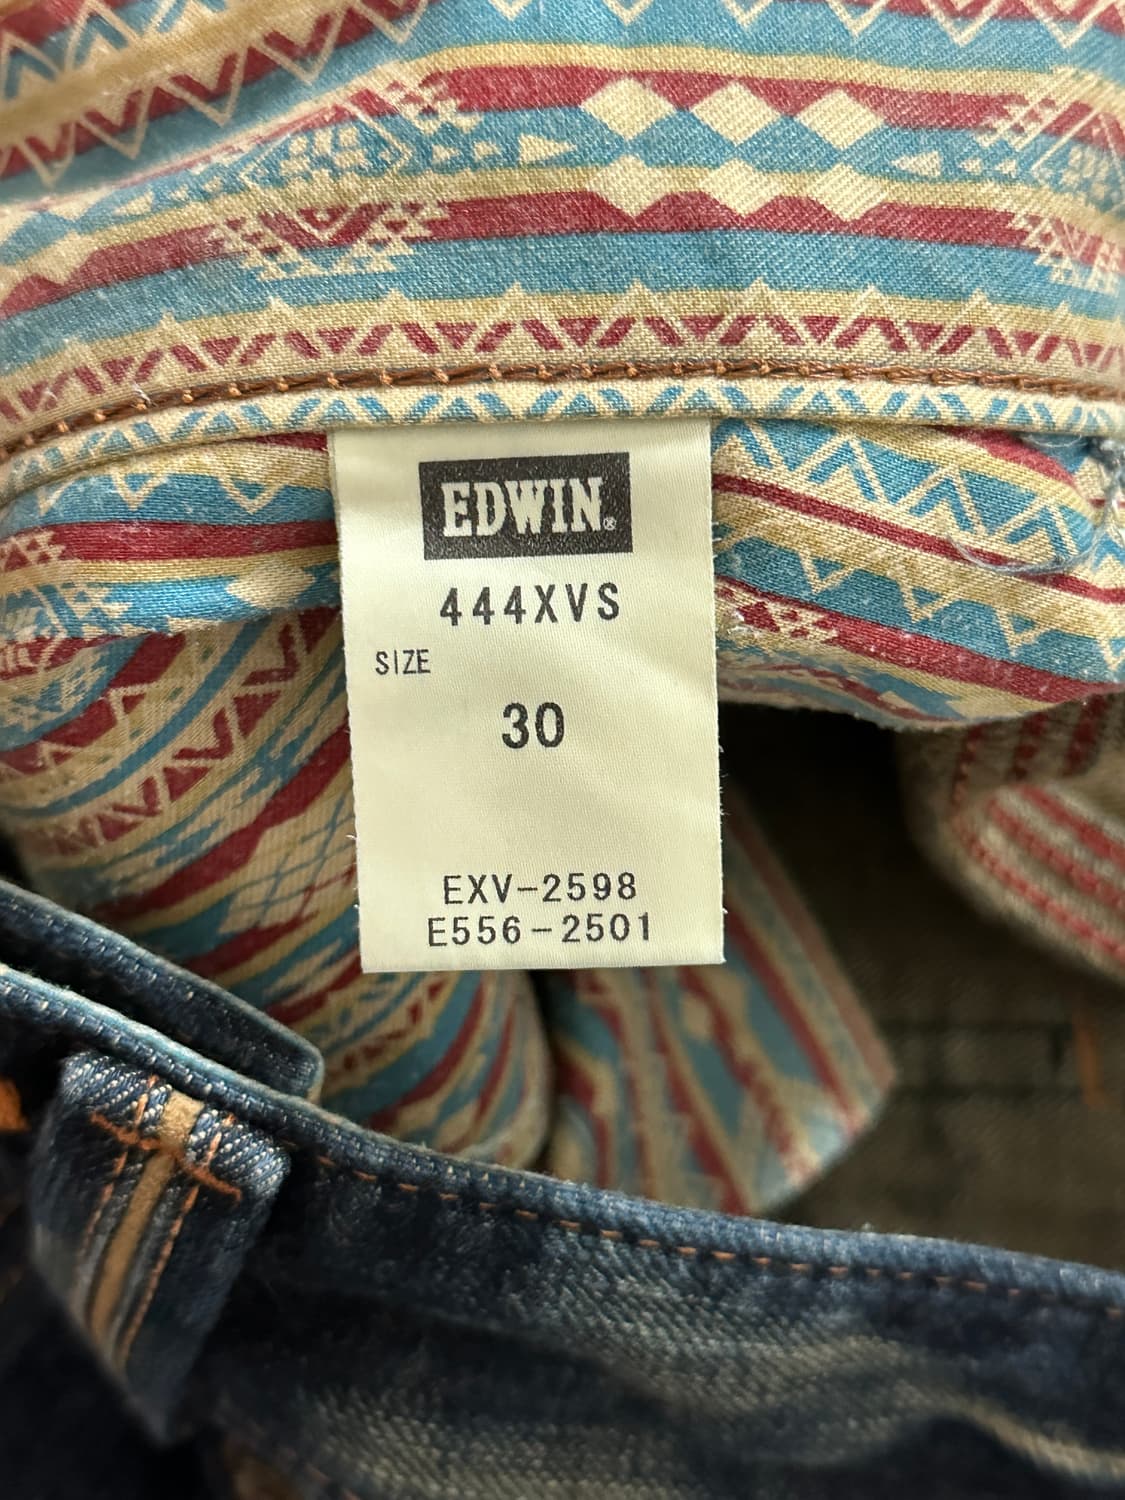 EDWIN®
444XVS
SIZE
30
EXV-2598
E556-2501